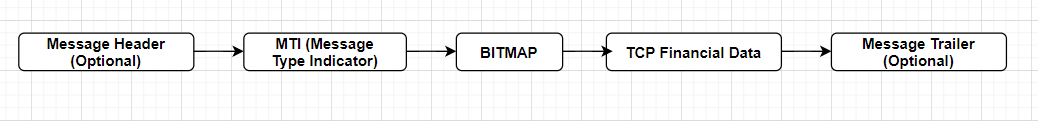 Message Header
(Optional)
MTI (Message
Type Indicator)
BITMAP
TCP Financial Data
Message Trailer
(Optional)